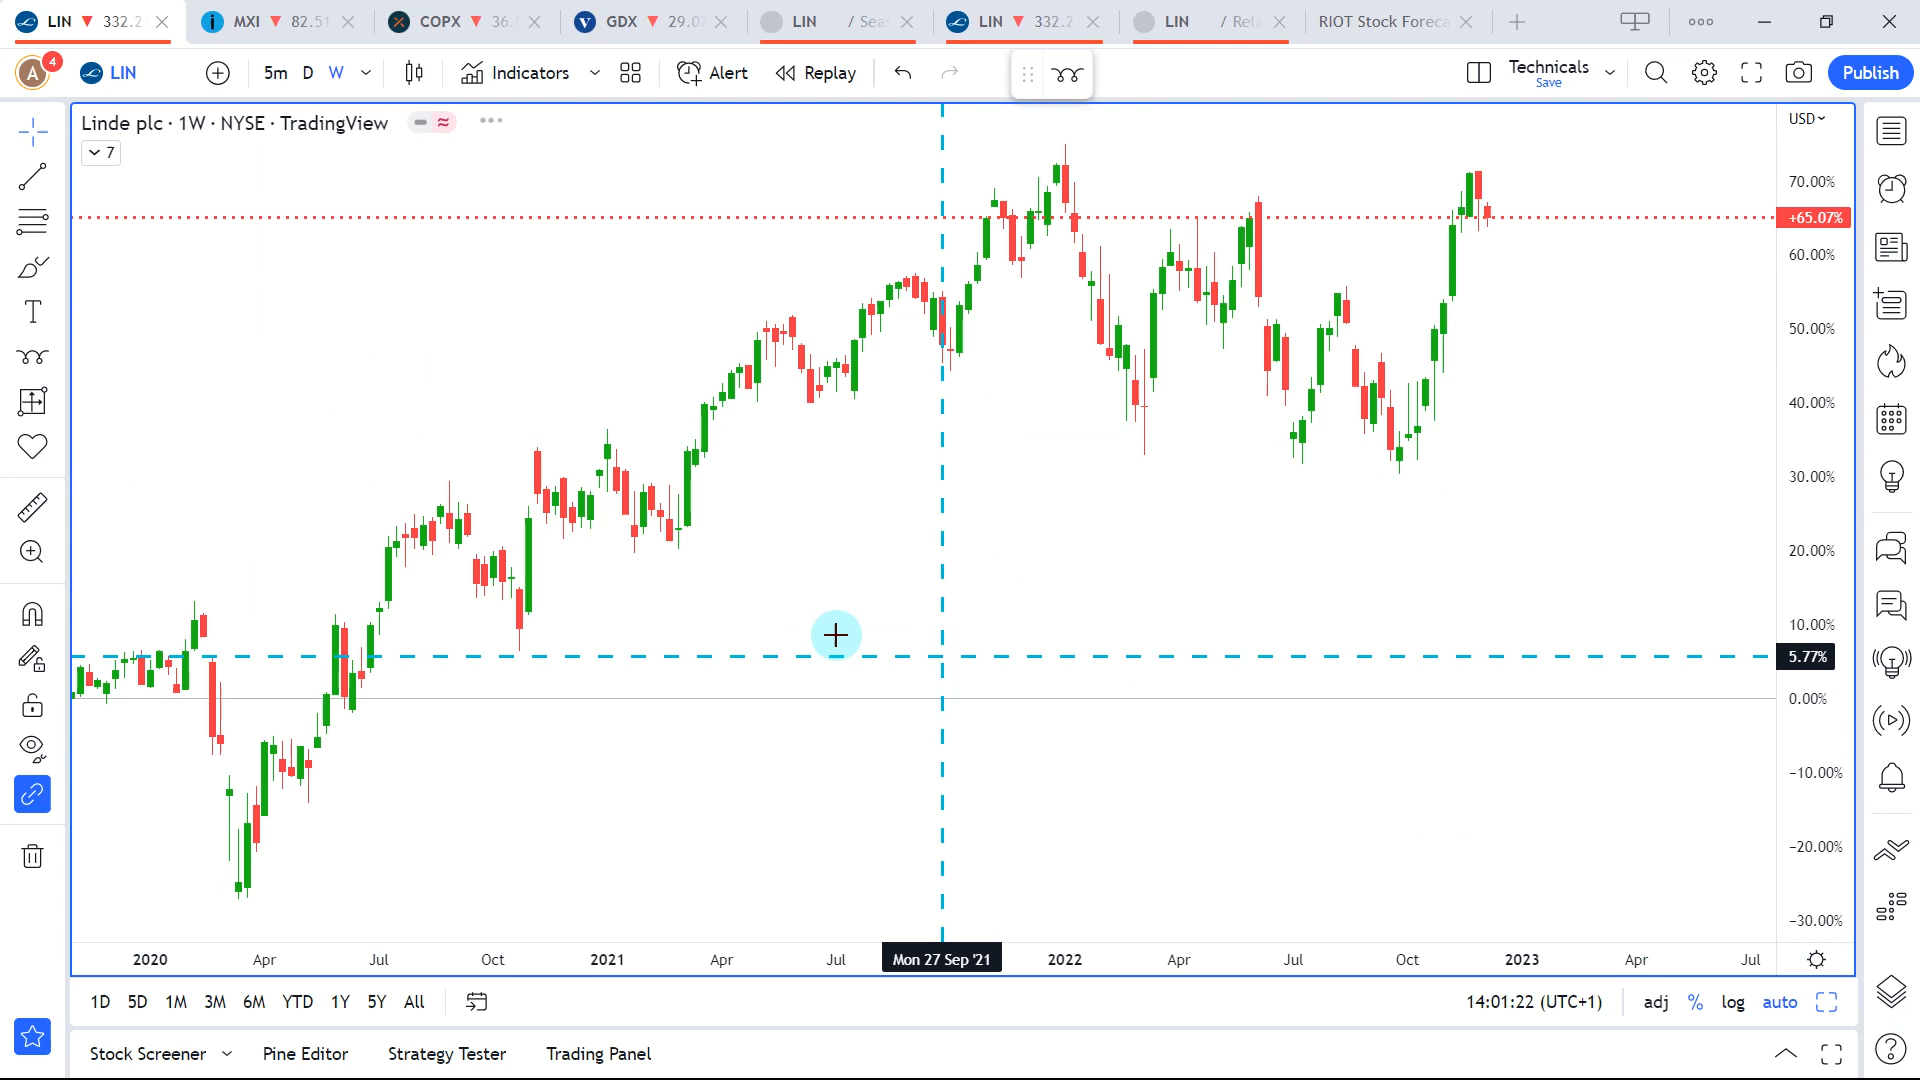 LIN 332.2
MXI 82.51
COPX 36.
GDX 29.0
LIN / Seas
LIN 332.2
LIN / Rela
RIOT Stock Foreca
A 4
LIN
5m D W
Indicators
Alert
Replay
Technicals
Save
Publish
Linde plc · 1W · NYSE · TradingView
7
USD
70.00%
+65.07%
60.00%
50.00%
40.00%
30.00%
20.00%
10.00%
5.77%
0.00%
−10.00%
−20.00%
−30.00%
2020 Apr Jul Oct 2021 Apr Jul Mon 27 Sep '21 2022 Apr Jul Oct 2023 Apr Jul
1D 5D 1M 3M 6M YTD 1Y 5Y All
14:01:22 (UTC+1) adj % log auto
Stock Screener Pine Editor Strategy Tester Trading Panel